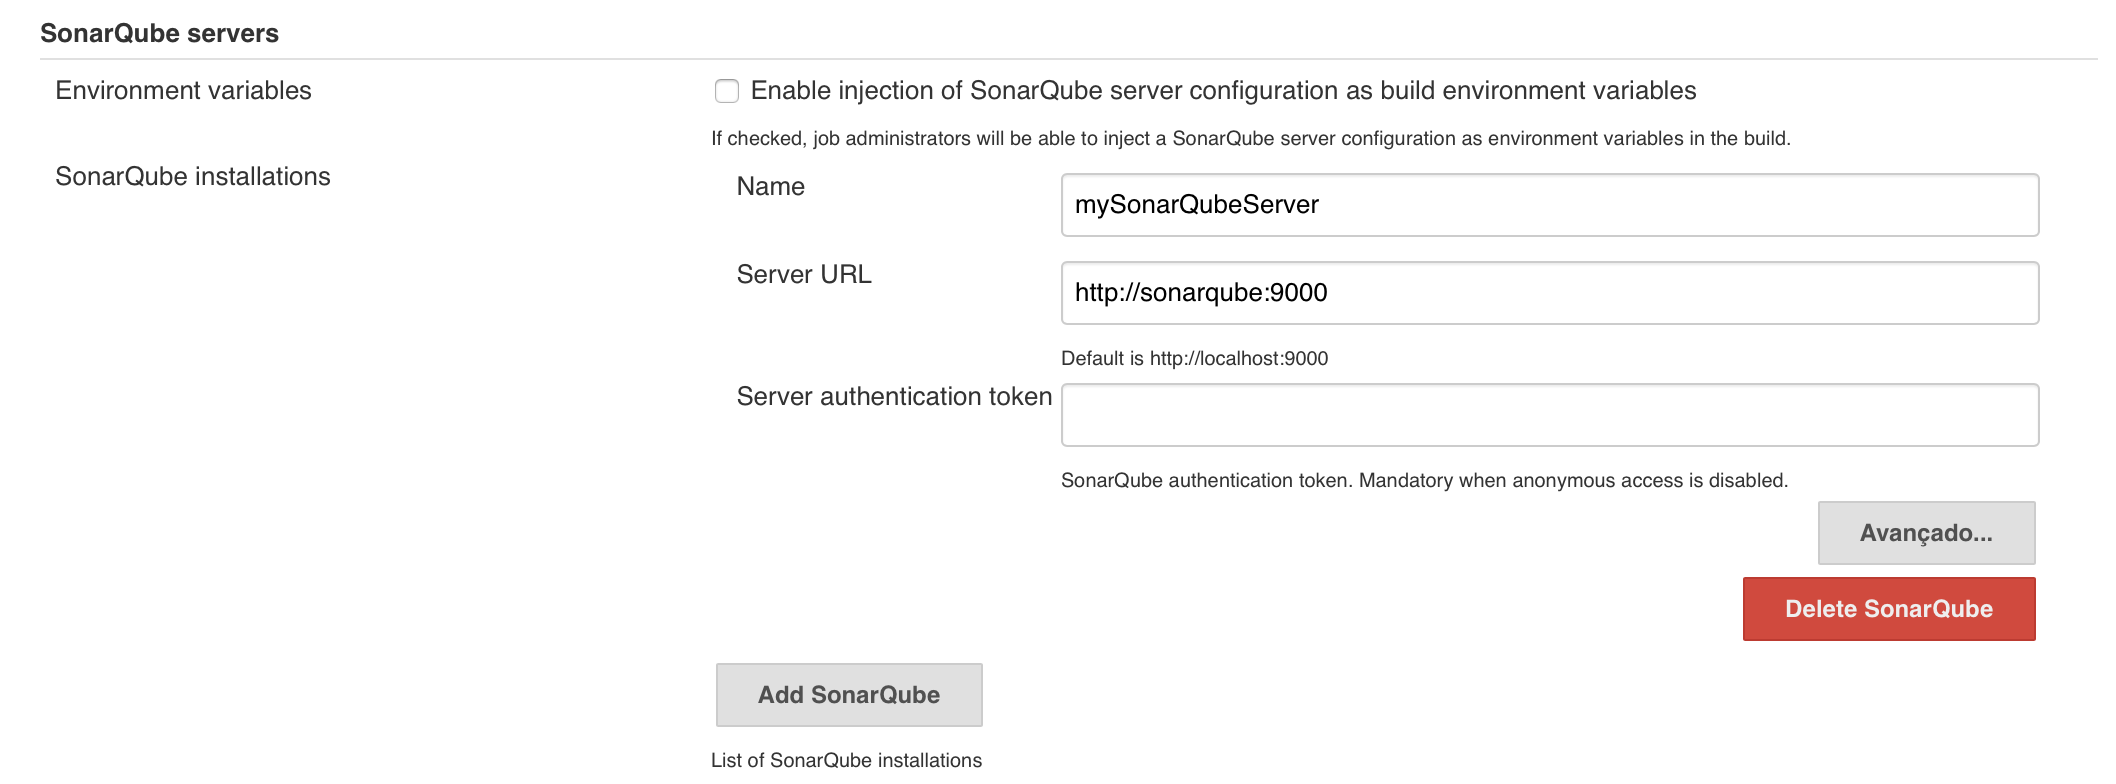 SonarQube servers
Environment variables
Enable injection of SonarQube server configuration as build environment variables
If checked, job administrators will be able to inject a SonarQube server configuration as environment variables in the build.
SonarQube installations
Name
mySonarQubeServer
Server URL
http://sonarqube:9000
Default is http://localhost:9000
Server authentication token
SonarQube authentication token. Mandatory when anonymous access is disabled.
Avançado...
Delete SonarQube
Add SonarQube
List of SonarQube installations